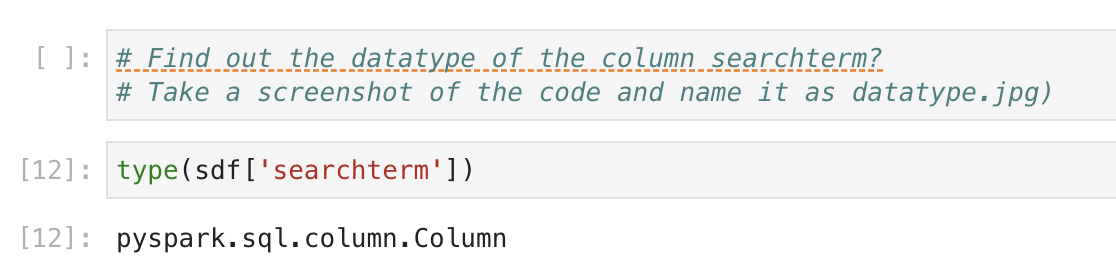 [ ]: # Find out the datatype of the column searchterm?
# Take a screenshot of the code and name it as datatype.jpg)
[12]: type(sdf['searchterm'])
[12]: pyspark.sql.column.Column